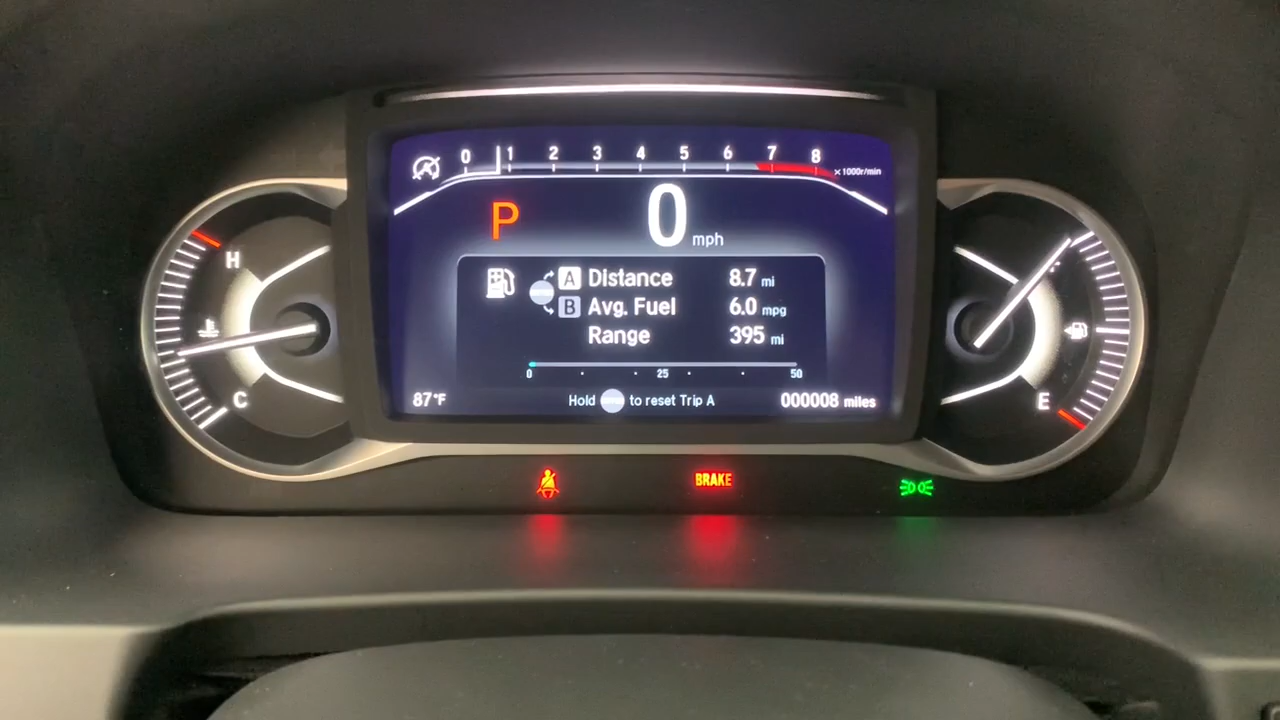 0 1 2 3 4 5 6 7 8
×1000r/min
P 0 mph
A Distance 8.7 mi
B Avg. Fuel 6.0 mpg
Range 395 mi
0 25 50
87°F Hold to reset Trip A 000008 miles
H
C
E
BRAKE